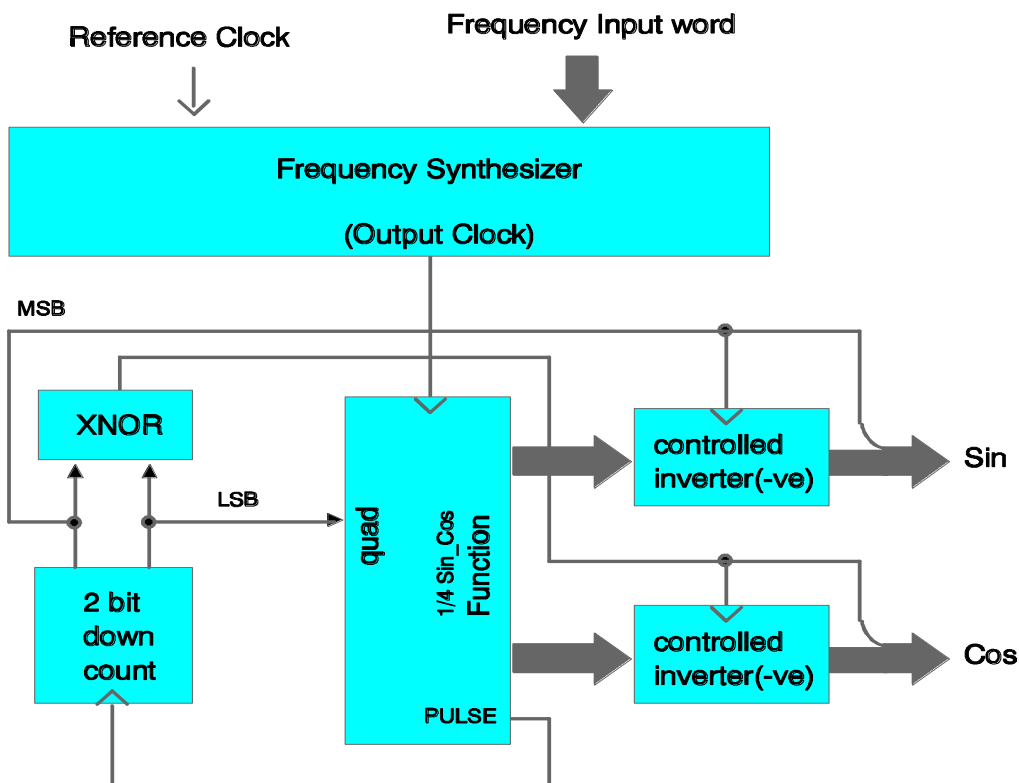 Reference Clock
Frequency Input word
Frequency Synthesizer
(Output Clock)
MSB
XNOR
LSB
2 bit
down
count
quad
1/4 Sin_Cos
Function
PULSE
controlled
inverter(-ve)
Sin
controlled
inverter(-ve)
Cos